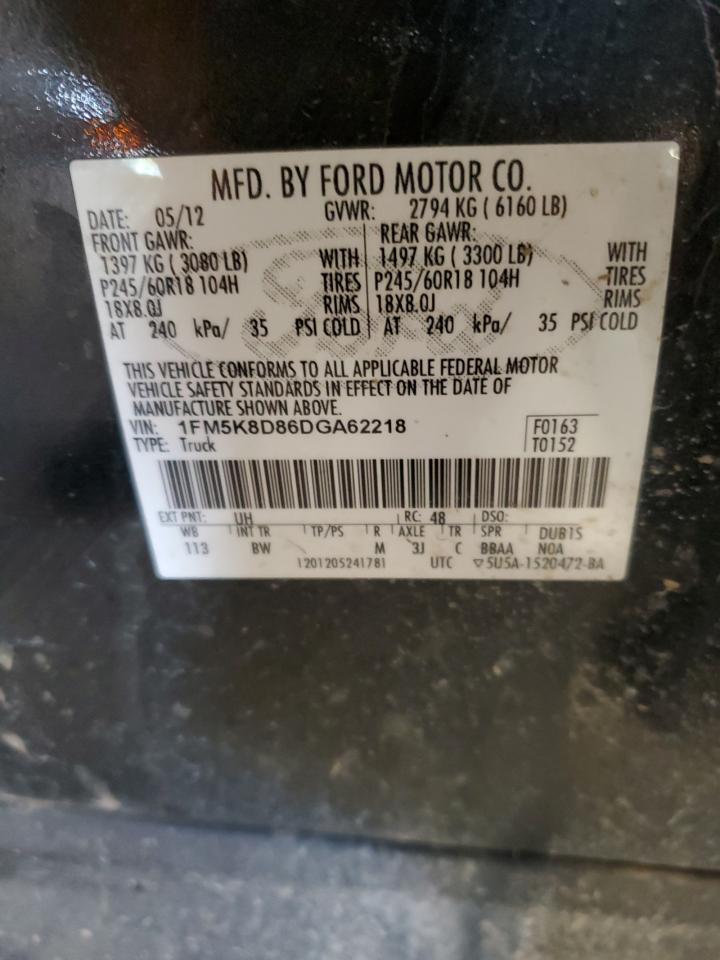 MFD. BY FORD MOTOR CO.
DATE: 05/12 GVWR: 2794 KG ( 6160 LB)
FRONT GAWR: REAR GAWR:
1397 KG ( 3080 LB) WITH 1497 KG ( 3300 LB) WITH
P245/60R18 104H TIRES P245/60R18 104H TIRES
18X8.0J RIMS 18X8.0J RIMS
AT 240 kPa/ 35 PSI COLD AT 240 kPa/ 35 PSI COLD
THIS VEHICLE CONFORMS TO ALL APPLICABLE FEDERAL MOTOR
VEHICLE SAFETY STANDARDS IN EFFECT ON THE DATE OF
MANUFACTURE SHOWN ABOVE.
VIN: 1FM5K8D86DGA62218 F0163
TYPE: Truck T0152
EXT PNT: UH RC: 48 DSO:
WB INT TR TP/PS R AXLE TR SPR DUB1S
113 BW M 3J C BBAA NOA
1201205241781 UTC ▽5U5A-1520472-BA